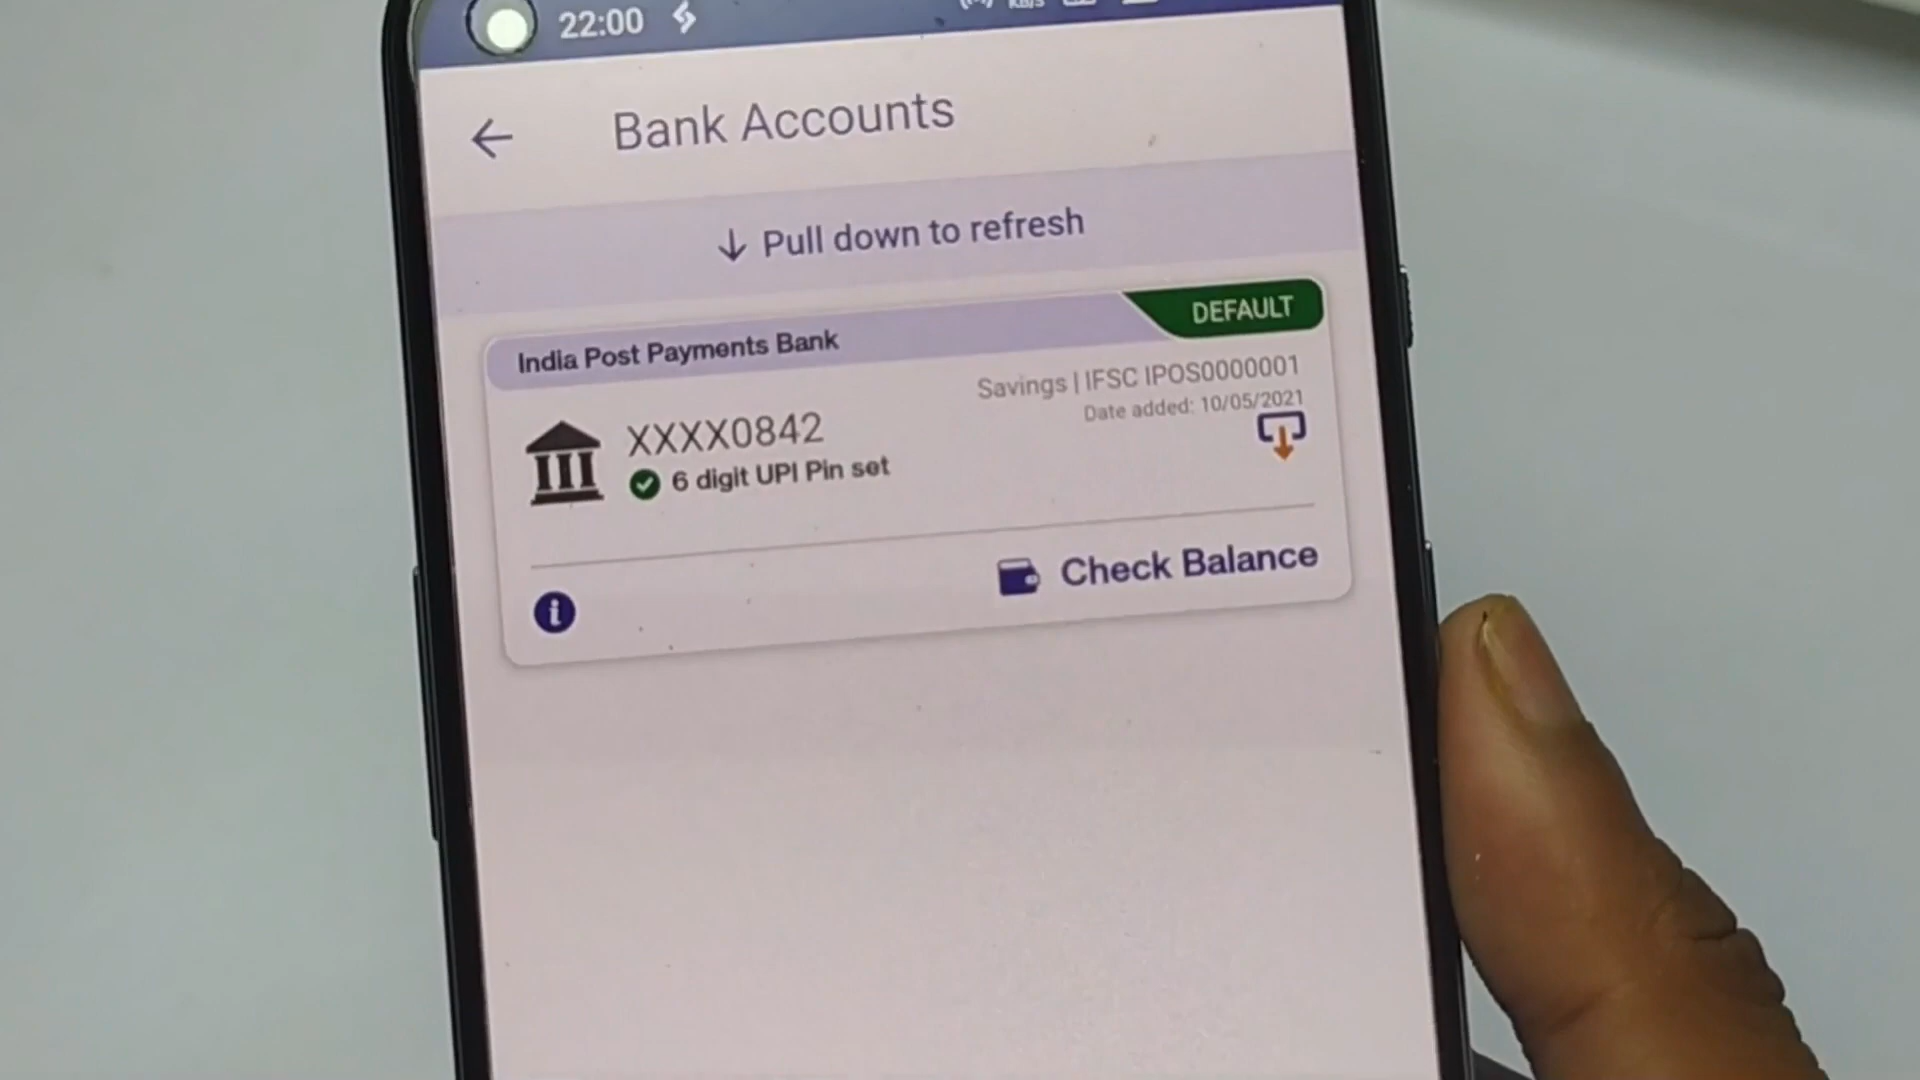 22:00
Bank Accounts
↓ Pull down to refresh
DEFAULT
India Post Payments Bank
Savings | IFSC IPOS0000001
Date added: 10/05/2021
XXXX0842
6 digit UPI Pin set
Check Balance